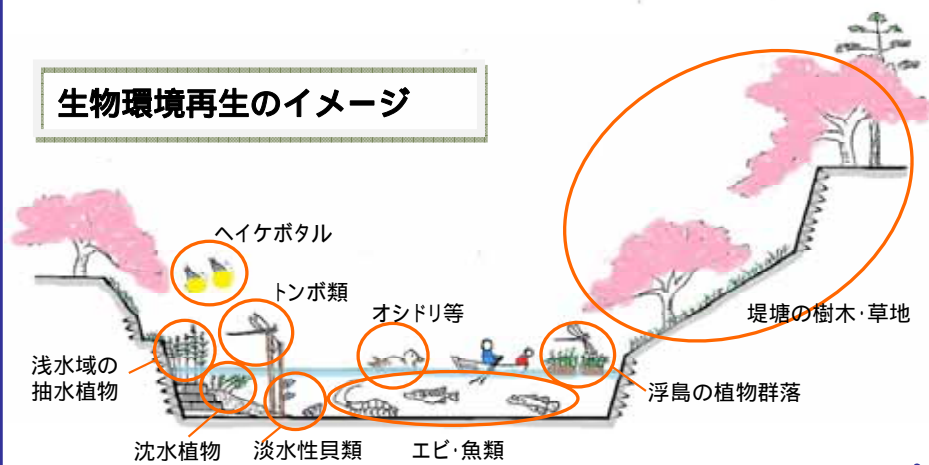 生物環境再生のイメージ
ヘイケボタル
トンボ類
オシドリ等
堤塘の樹木･草地
浅水域の
抽水植物
浮島の植物群落
沈水植物
淡水性貝類
エビ･魚類